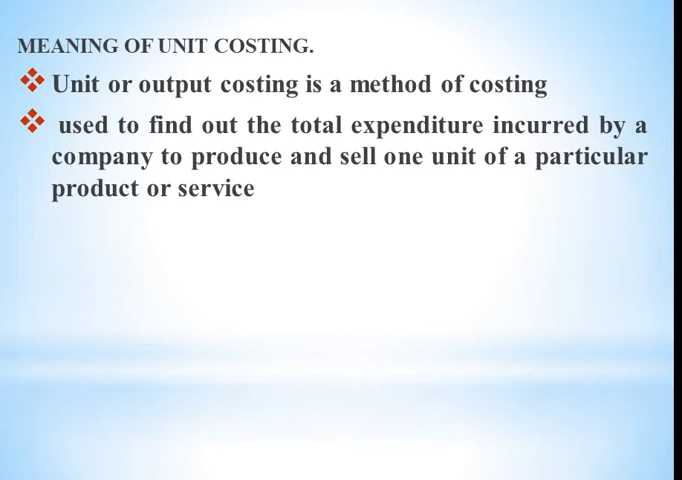 MEANING OF UNIT COSTING.
Unit or output costing is a method of costing
used to find out the total expenditure incurred by a
company to produce and sell one unit of a particular
product or service